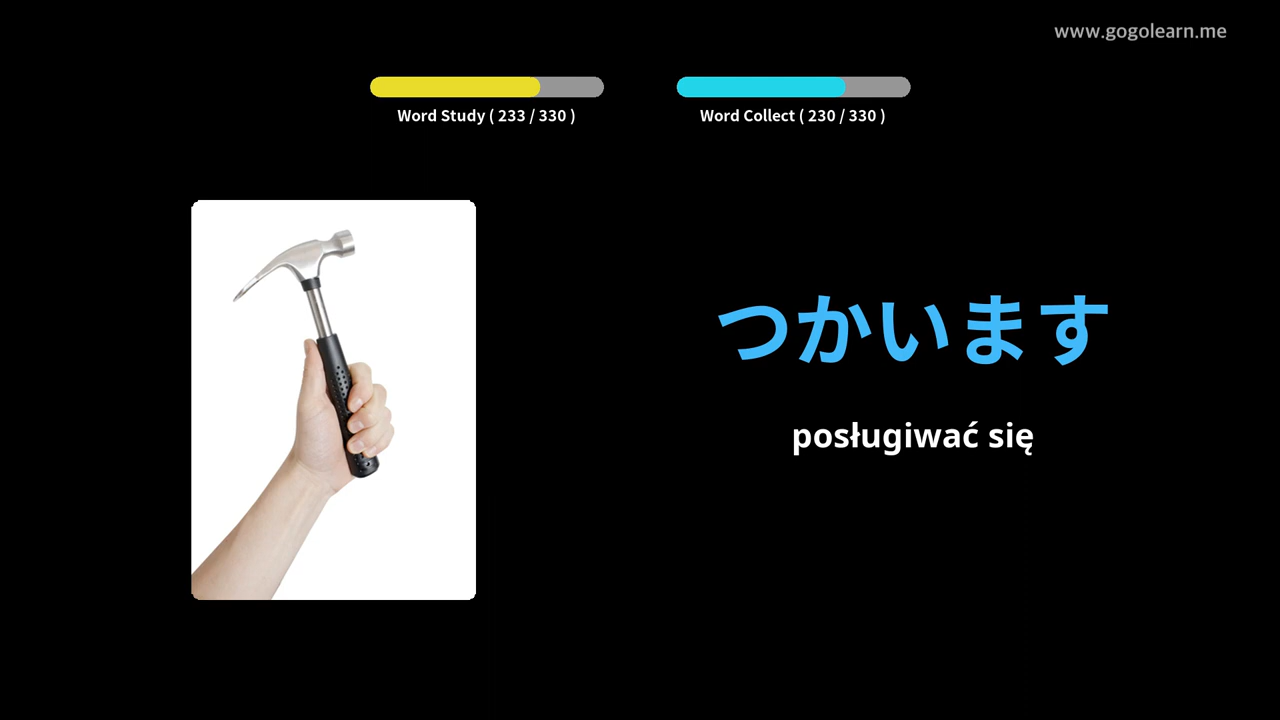 www.gogolearn.me
Word Study ( 233 / 330 )
Word Collect ( 230 / 330 )
つかいます
posługiwać się